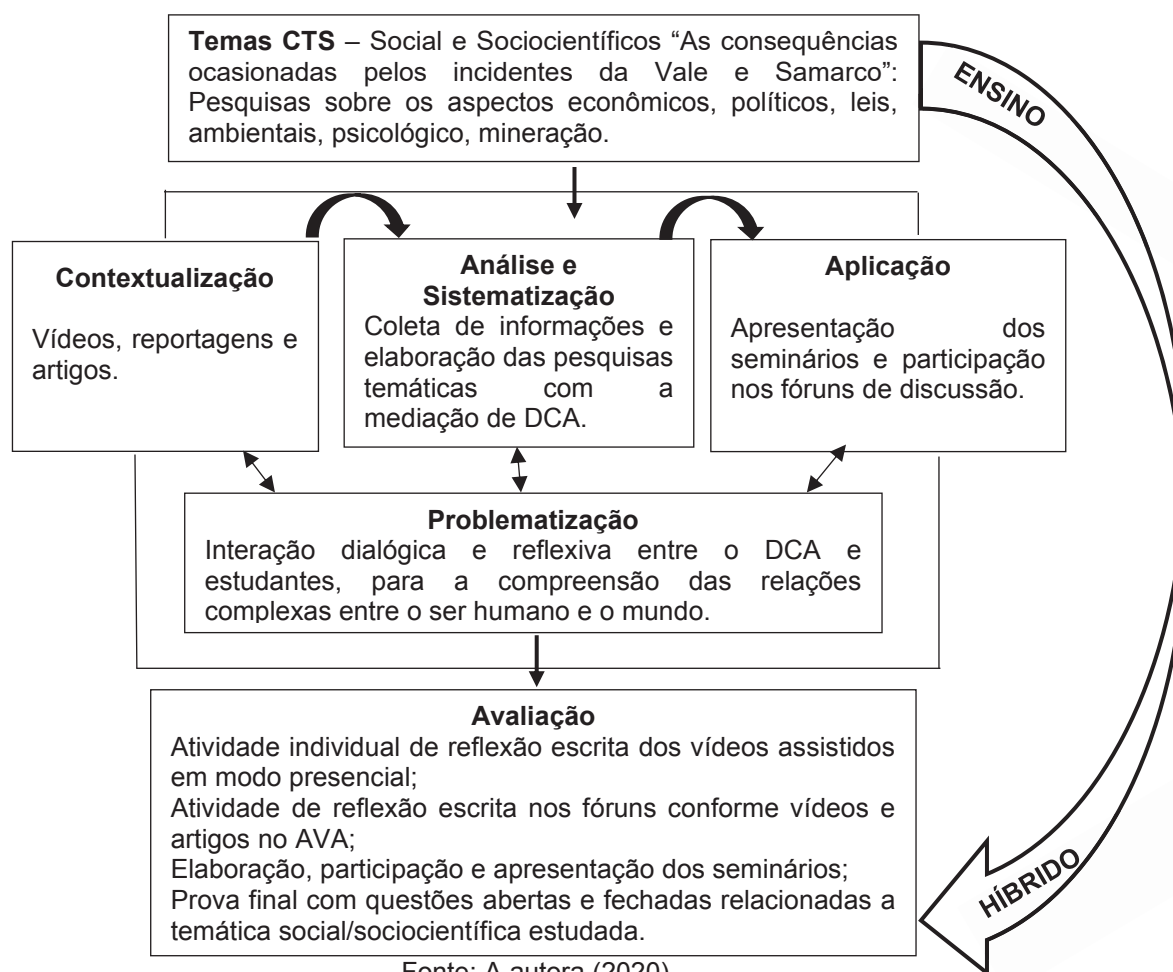 Temas CTS – Social e Sociocientíficos “As consequências
ocasionadas pelos incidentes da Vale e Samarco”:
Pesquisas sobre os aspectos econômicos, políticos, leis,
ambientais, psicológico, mineração.
ENSINO
Contextualização
Vídeos, reportagens e
artigos.
Análise e
Sistematização
Coleta de informações e
elaboração das pesquisas
temáticas com a
mediação de DCA.
Aplicação
Apresentação dos
seminários e participação
nos fóruns de discussão.
Problematização
Interação dialógica e reflexiva entre o DCA e
estudantes, para a compreensão das relações
complexas entre o ser humano e o mundo.
Avaliação
Atividade individual de reflexão escrita dos vídeos assistidos
em modo presencial;
Atividade de reflexão escrita nos fóruns conforme vídeos e
artigos no AVA;
Elaboração, participação e apresentação dos seminários;
Prova final com questões abertas e fechadas relacionadas a
temática social/sociocientífica estudada.
HÍBRIDO
Fonte: A autora (2020)